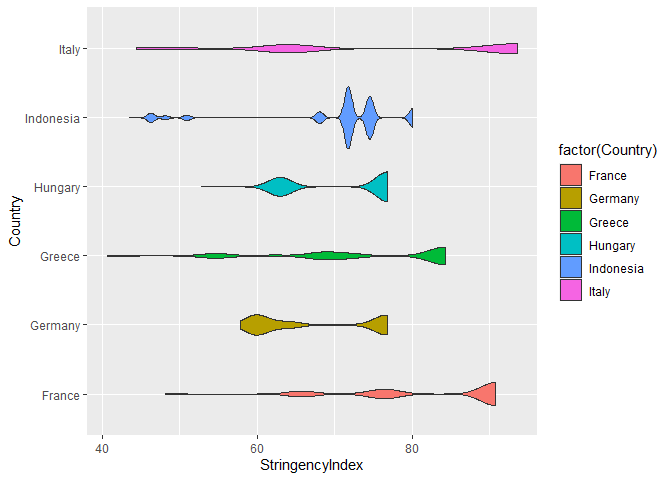 Italy
Indonesia
Hungary
Greece
Germany
France
Country
40
60
80
StringencyIndex
factor(Country)
France
Germany
Greece
Hungary
Indonesia
Italy